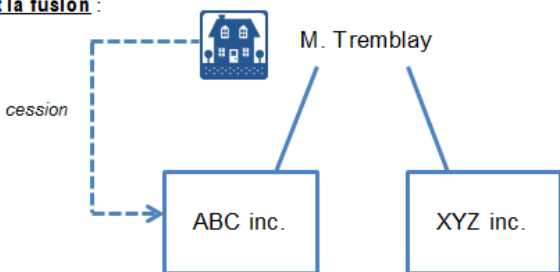 la fusion :
M. Tremblay
cession
ABC inc.
XYZ inc.